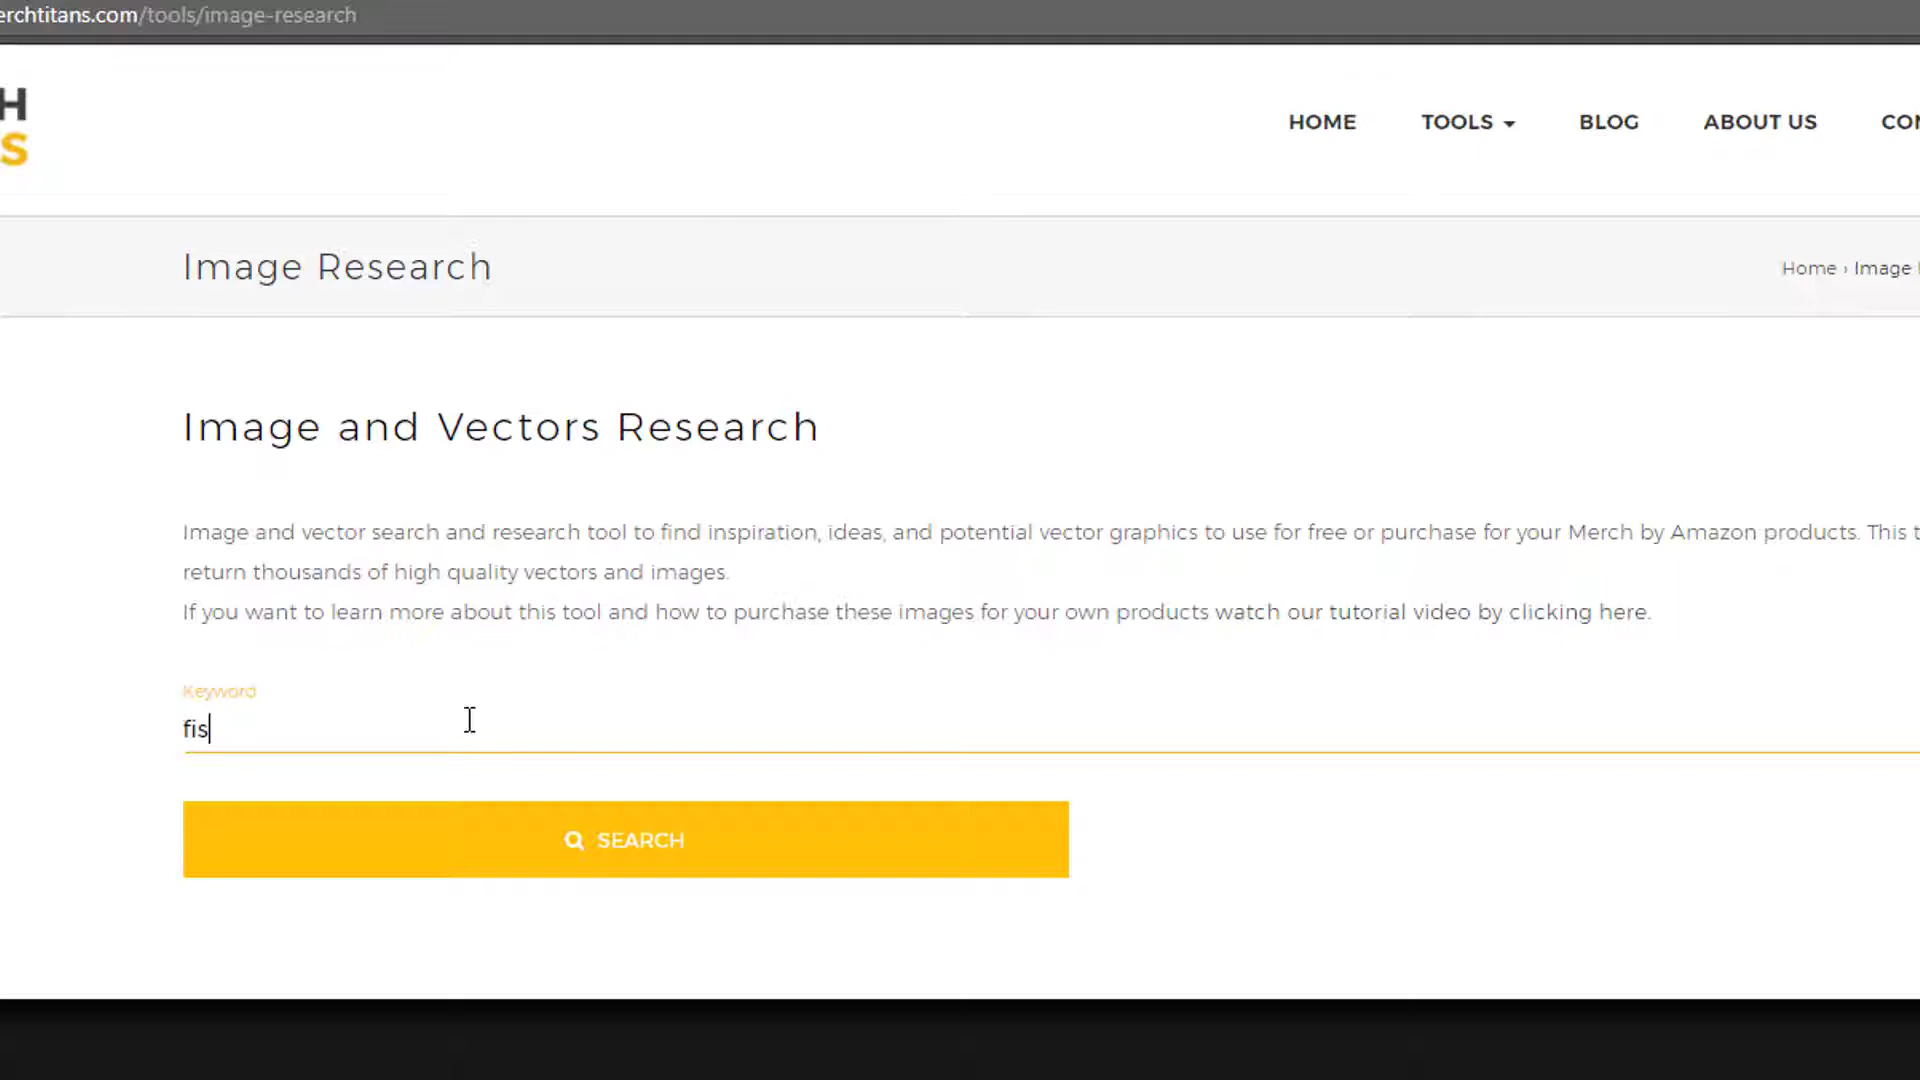 erchtitans.com/tools/image-research
H
S
HOME TOOLS BLOG ABOUT US CON
Image Research
Home › Image
Image and Vectors Research
Image and vector search and research tool to find inspiration, ideas, and potential vector graphics to use for free or purchase for your Merch by Amazon products. This t
return thousands of high quality vectors and images.
If you want to learn more about this tool and how to purchase these images for your own products watch our tutorial video by clicking here.
Keyword
fis
SEARCH